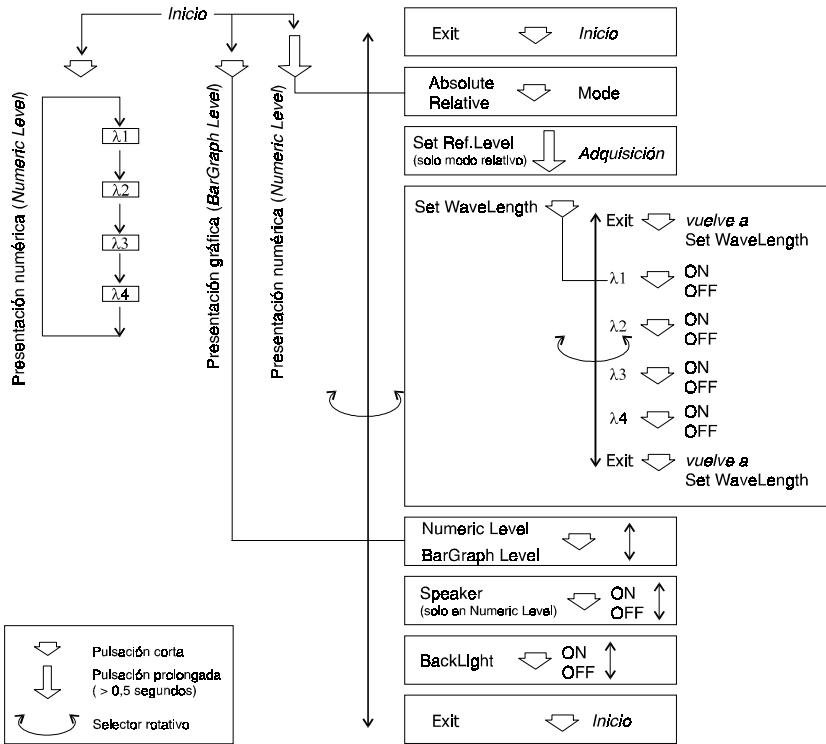 Inicio
Presentación numérica (Numeric Level)
λ1
λ2
λ3
λ4
Presentación gráfica (BarGraph Level)
Presentación numérica (Numeric Level)
Exit Inicio
Absolute
Relative Mode
Set Ref.Level
(solo modo relativo) Adquisición
Set WaveLength
Exit vuelve a
Set WaveLength
λ1 ON
OFF
λ2 ON
OFF
λ3 ON
OFF
λ4 ON
OFF
Exit vuelve a
Set WaveLength
Numeric Level
BarGraph Level
Speaker ON
(solo en Numeric Level) OFF
BackLight ON
OFF
Exit Inicio
Pulsación corta
Pulsación prolongada
( > 0,5 segundos)
Selector rotativo